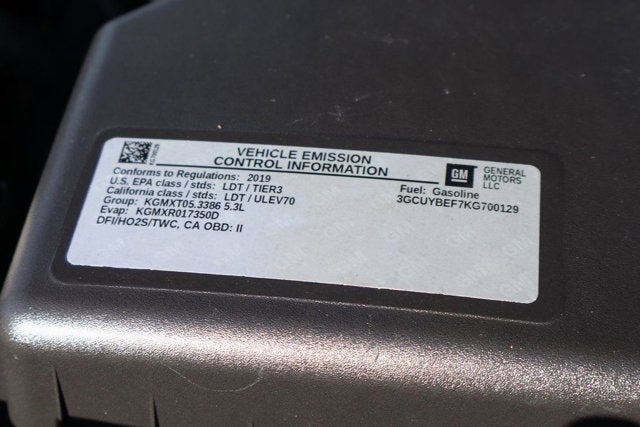 VEHICLE EMISSION
CONTROL INFORMATION
GM
GENERAL
MOTORS
LLC
Conforms to Regulations: 2019
U.S. EPA class / stds: LDT / TIER3
California class / stds: LDT / ULEV70
Group: KGMXT05.3386 5.3L
Evap: KGMXR017350D
DFI/HO2S/TWC, CA OBD: II
Fuel: Gasoline
3GCUYBEF7KG700129